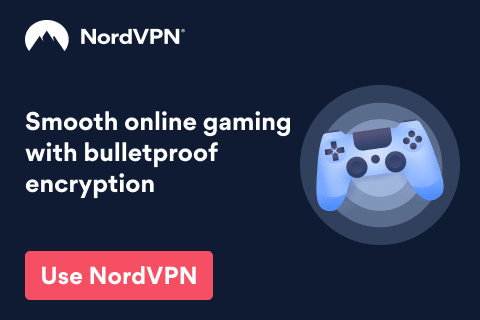 NordVPN®
Smooth online gaming
with bulletproof
encryption
Use NordVPN